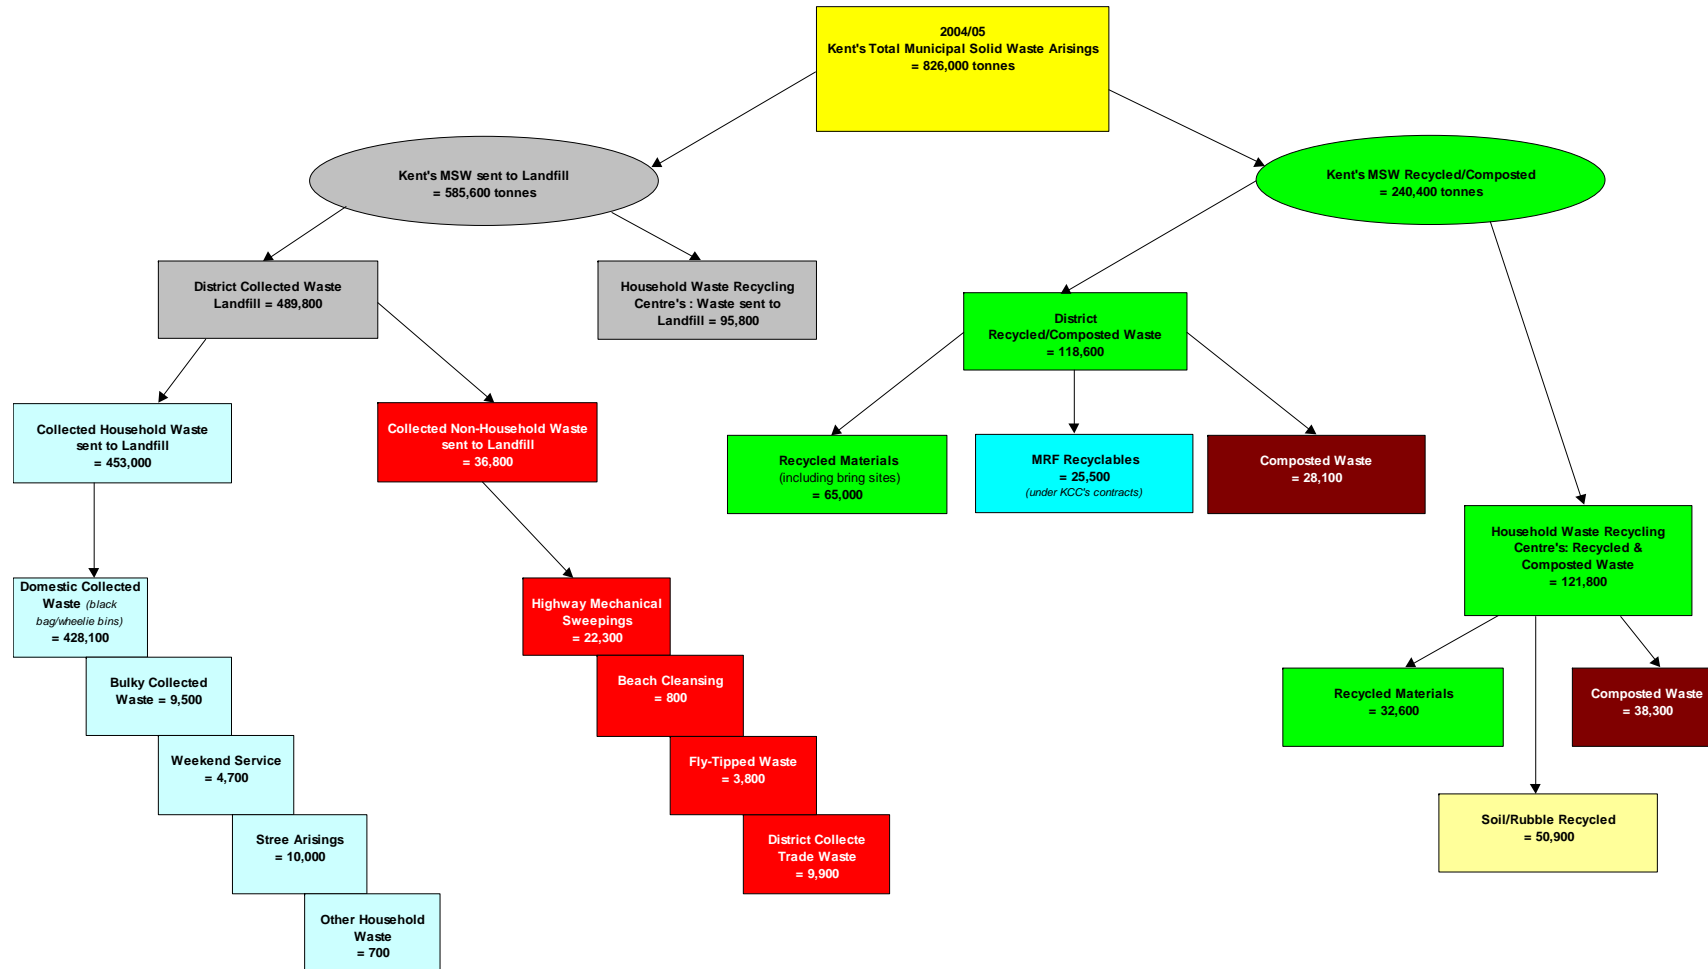 2004/05
Kent's Total Municipal Solid Waste Arisings
= 826,000 tonnes
Kent's MSW sent to Landfill
= 585,600 tonnes
Kent's MSW Recycled/Composted
= 240,400 tonnes
District Collected Waste
Landfill = 489,800
Household Waste Recycling
Centre's : Waste sent to
Landfill = 95,800
District
Recycled/Composted Waste
= 118,600
Collected Household Waste
sent to Landfill
= 453,000
Collected Non-Household Waste
sent to Landfill
= 36,800
Recycled Materials
(including bring sites)
= 65,000
MRF Recyclables
= 25,500
(under KCC's contracts)
Composted Waste
= 28,100
Household Waste Recycling
Centre's: Recycled &
Composted Waste
= 121,800
Domestic Collected
Waste (black
bag/wheelie bins)
= 428,100
Bulky Collected
Waste = 9,500
Weekend Service
= 4,700
Stree Arisings
= 10,000
Other Household
Waste
= 700
Highway Mechanical
Sweepings
= 22,300
Beach Cleansing
= 800
Fly-Tipped Waste
= 3,800
District Collecte
Trade Waste
= 9,900
Recycled Materials
= 32,600
Composted Waste
= 38,300
Soil/Rubble Recycled
= 50,900